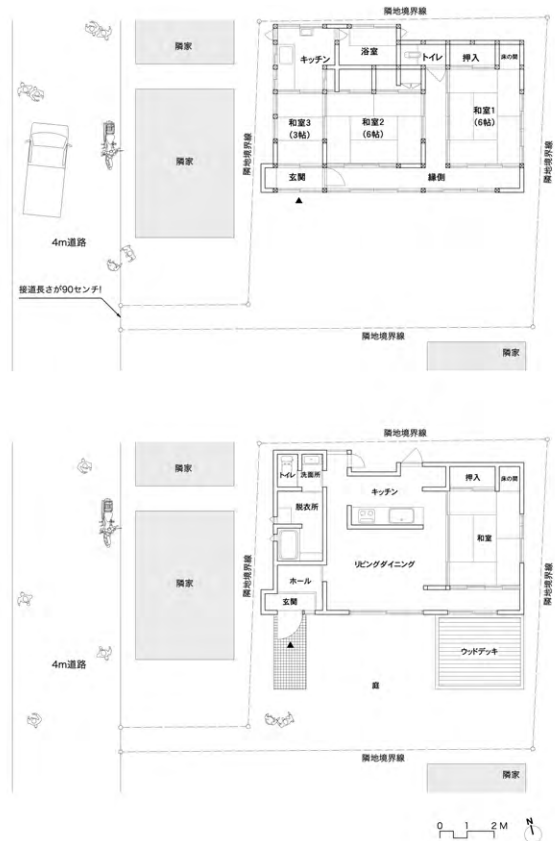 隣地境界線
隣家
キッチン
浴室
トイレ
押入
床の間
隣家
和室3
(3帖)
和室2
(6帖)
和室1
(6帖)
隣地境界線
隣地境界線
玄関
縁側
4m道路
接道長さが90センチ!
隣地境界線
隣家
隣地境界線
隣家
トイレ
洗面所
キッチン
押入
床の間
脱衣所
和室
隣家
リビングダイニング
隣地境界線
隣地境界線
ホール
玄関
4m道路
ウッドデッキ
庭
隣地境界線
隣家
0 1 2 M
N